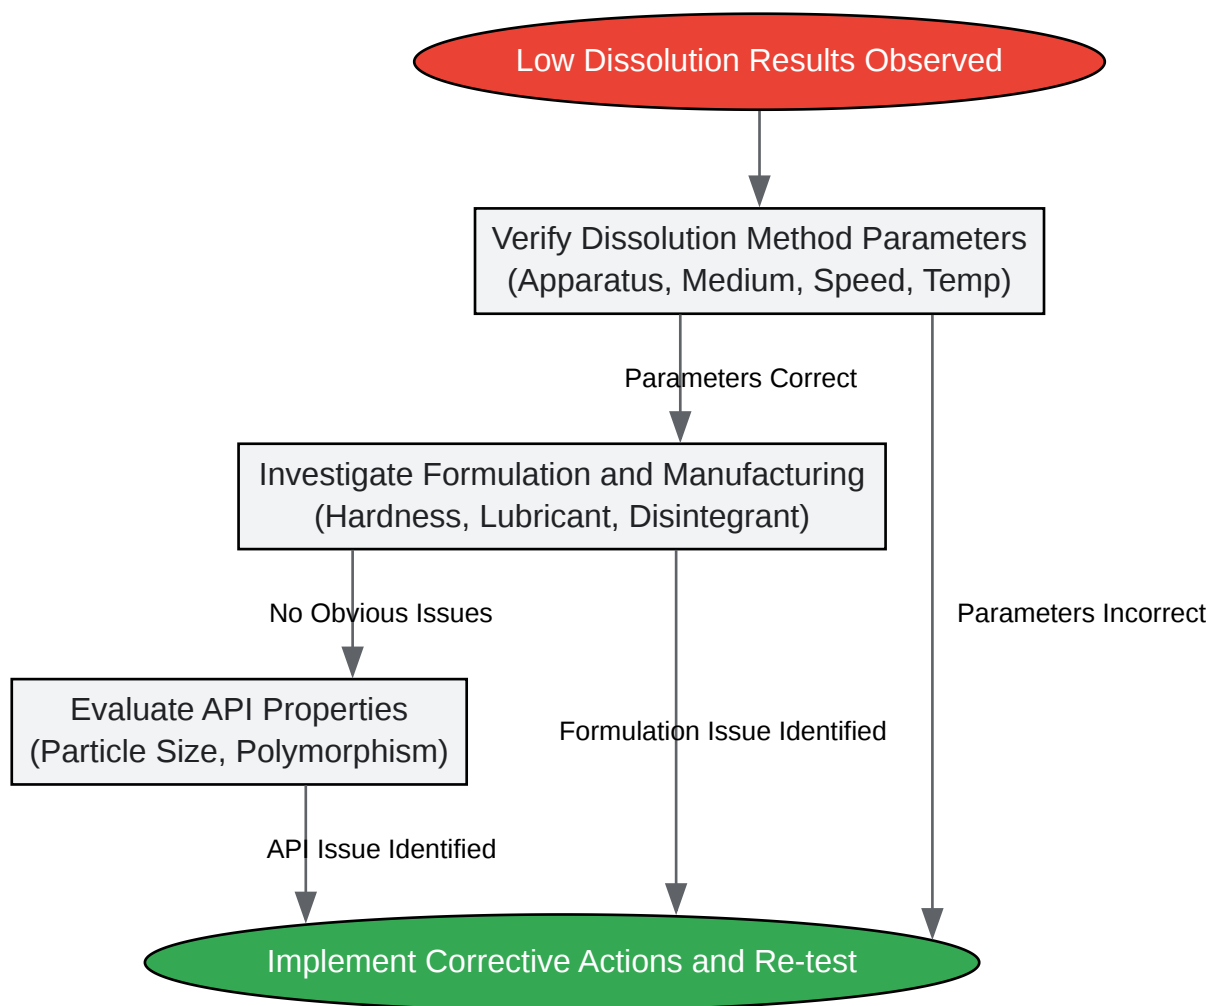 Low Dissolution Results Observed
Verify Dissolution Method Parameters
(Apparatus, Medium, Speed, Temp)
Parameters Correct
Investigate Formulation and Manufacturing
(Hardness, Lubricant, Disintegrant)
No Obvious Issues
Parameters Incorrect
Evaluate API Properties
(Particle Size, Polymorphism)
Formulation Issue Identified
API Issue Identified
Implement Corrective Actions and Re-test